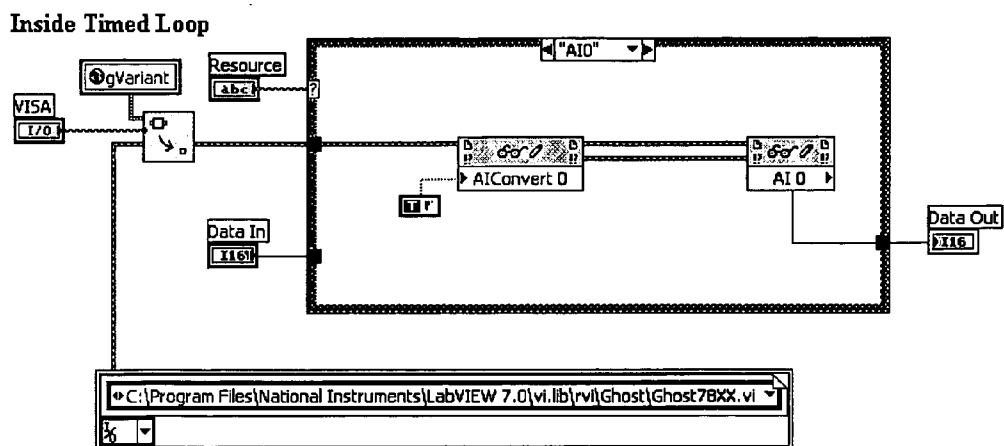 Inside Timed Loop
gVariant
Resource
abc
"AI0"
?
VISA
I/O
AIConvert 0
AI 0
T
Data In
I16
Data Out
I16
C:\Program Files\National Instruments\LabVIEW 7.0\vi.lib\rvi\Ghost\Ghost78XX.vi
I/O